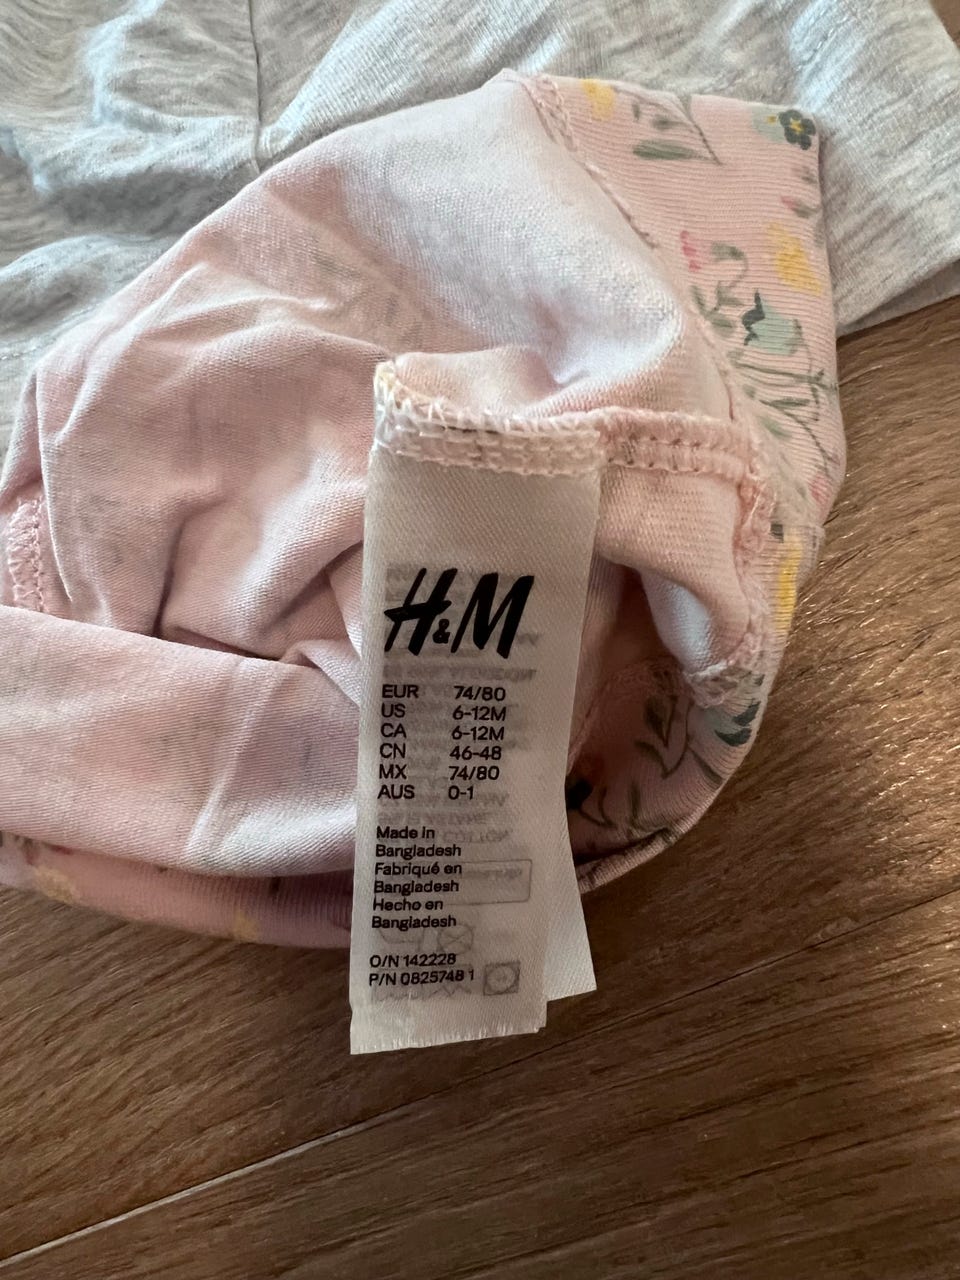 H&M
EUR 74/80
US 6-12M
CA 6-12M
CN 46-48
MX 74/80
AUS 0-1
Made in
Bangladesh
Fabriqué en
Bangladesh
Hecho en
Bangladesh
O/N 142228
P/N 0825748 1